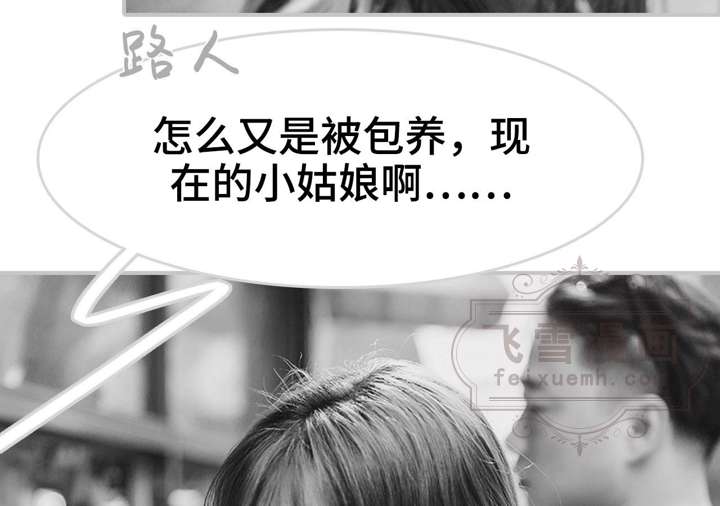 路人
怎么又是被包养，现
在的小姑娘啊……
飞雪漫画
feixuemh.com